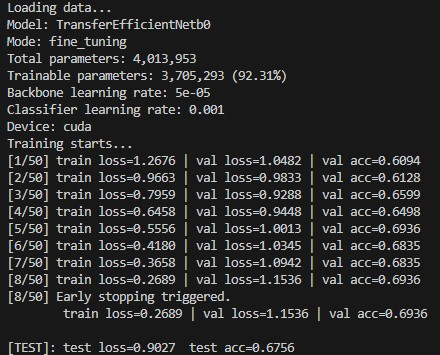 Loading data...
Model: TransferEfficientNetb0
Mode: fine_tuning
Total parameters: 4,013,953
Trainable parameters: 3,705,293 (92.31%)
Backbone learning rate: 5e-05
Classifier learning rate: 0.001
Device: cuda
Training starts...
[1/50] train loss=1.2676 | val loss=1.0482 | val acc=0.6094
[2/50] train loss=0.9663 | val loss=0.9833 | val acc=0.6128
[3/50] train loss=0.7959 | val loss=0.9288 | val acc=0.6599
[4/50] train loss=0.6458 | val loss=0.9448 | val acc=0.6498
[5/50] train loss=0.5556 | val loss=1.0013 | val acc=0.6936
[6/50] train loss=0.4180 | val loss=1.0345 | val acc=0.6835
[7/50] train loss=0.3658 | val loss=1.0942 | val acc=0.6835
[8/50] train loss=0.2689 | val loss=1.1536 | val acc=0.6936
[8/50] Early stopping triggered.
train loss=0.2689 | val loss=1.1536 | val acc=0.6936
[TEST]: test loss=0.9027  test acc=0.6756